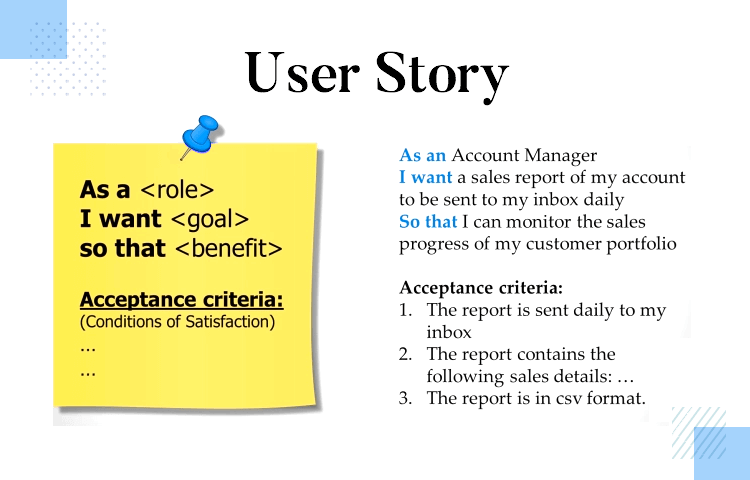 User Story
As a <role>
I want <goal>
so that <benefit>
Acceptance criteria:
(Conditions of Satisfaction)
...
...
As an Account Manager
I want a sales report of my account
to be sent to my inbox daily
So that I can monitor the sales
progress of my customer portfolio
Acceptance criteria:
1. The report is sent daily to my
inbox
2. The report contains the
following sales details: …
3. The report is in csv format.